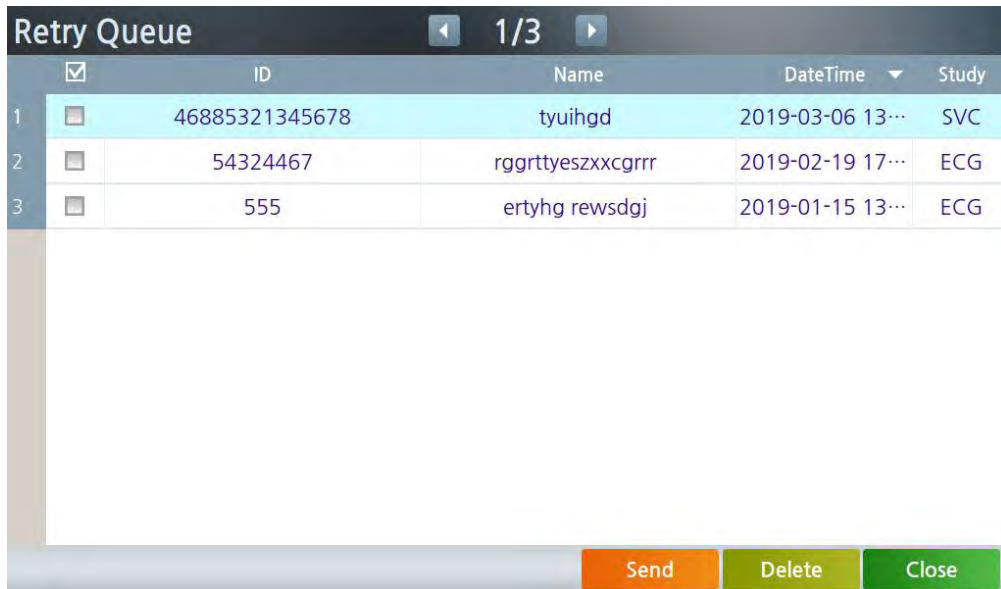 Retry Queue 1/3
ID Name DateTime Study
1 46885321345678 tyuihgd 2019-03-06 13··· SVC
2 54324467 rggrttyeszxxcgrrr 2019-02-19 17··· ECG
3 555 ertyhg rewsdgj 2019-01-15 13··· ECG
Send Delete Close